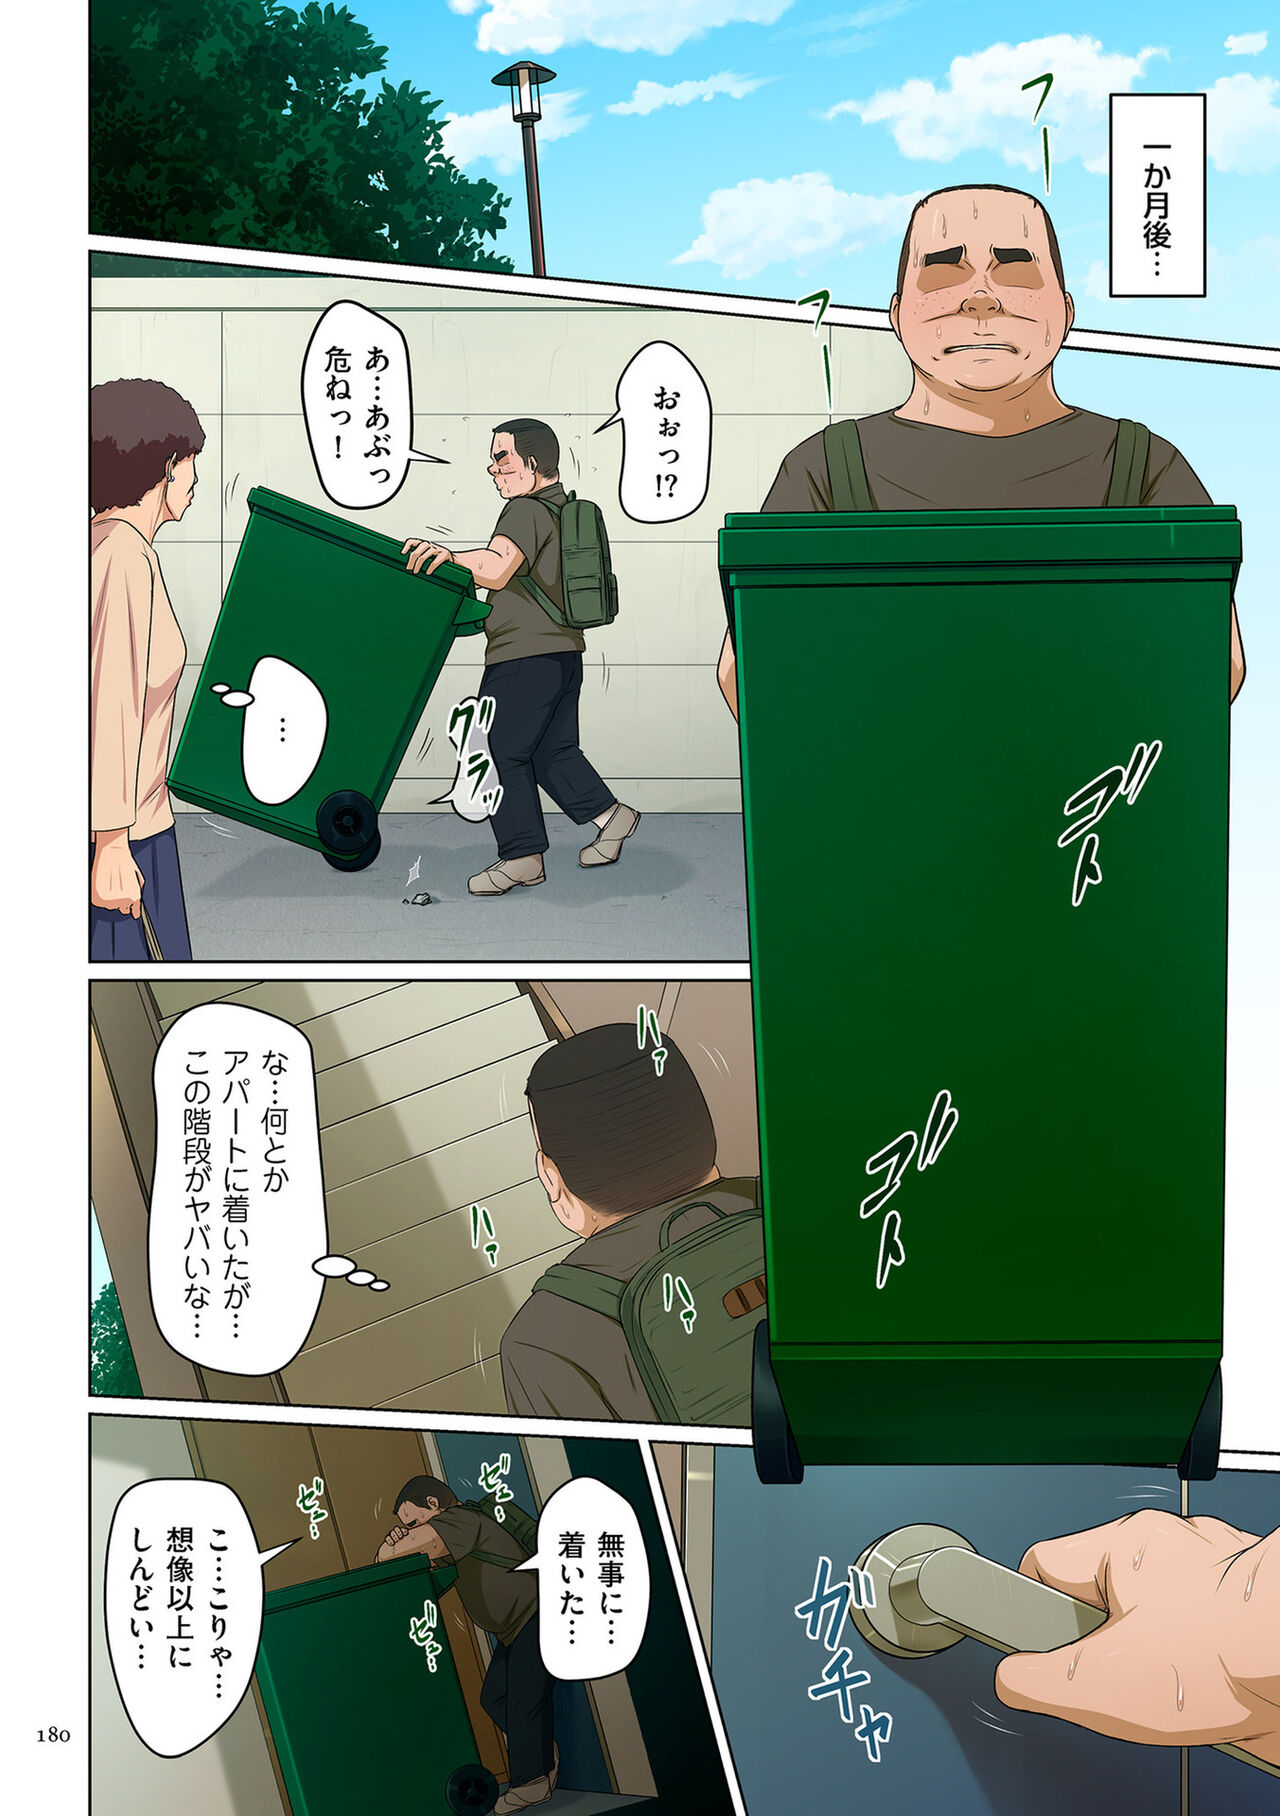 一か月後…
フー
フー
ゴト
ゴト
おぉっ!?
あ…あぶっ
危ねっ！
グラッ
…
な…何とか
アパートに着いたが…
この階段がヤバいな…
ハァ
ハァ
ハァ
ガチャ
無事に…
着いた…
ゼェ
ゼェ
ゼェ
こ…こりゃ…
想像以上に
しんどい…
180